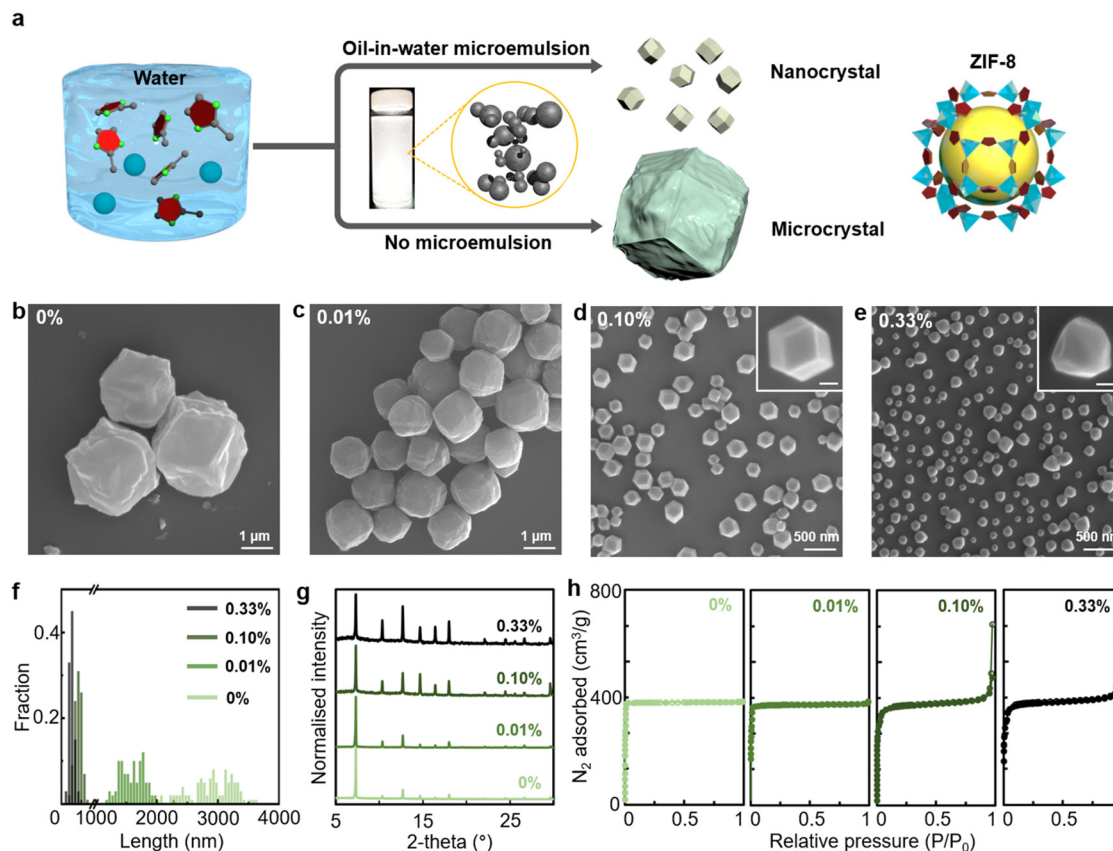 a
Water
Oil-in-water microemulsion
No microemulsion
Nanocrystal
Microcrystal
ZIF-8
b
0%
1 µm
c
0.01%
1 µm
d
0.10%
500 nm
e
0.33%
500 nm
f
0.4
0.2
0
Fraction
0.33%
0.10%
0.01%
0%
0 1000 2000 3000 4000
Length (nm)
g
Normalised intensity
0.33%
0.10%
0.01%
0%
5 15 25
2-theta (°)
h
N2 adsorbed (cm3/g)
800
400
0
0% 0.01% 0.10% 0.33%
0 0.5 1 0.5 1 0 0.5 1 0.5 1
Relative pressure (P/P0)